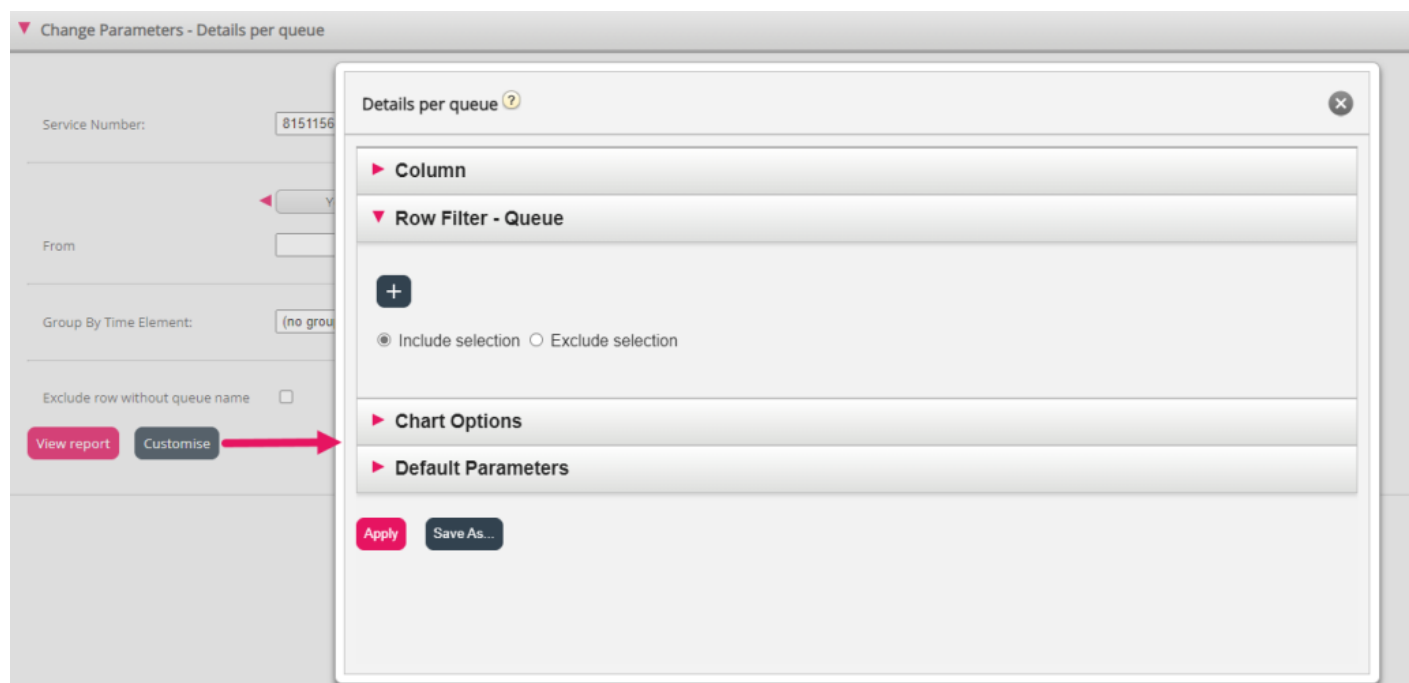 Change Parameters - Details per queue
Details per queue ?
Service Number: 8151156
Column
Row Filter - Queue
From
+
Group By Time Element: (no grou
Include selection Exclude selection
Exclude row without queue name
Chart Options
View report Customise
Default Parameters
Apply Save As...